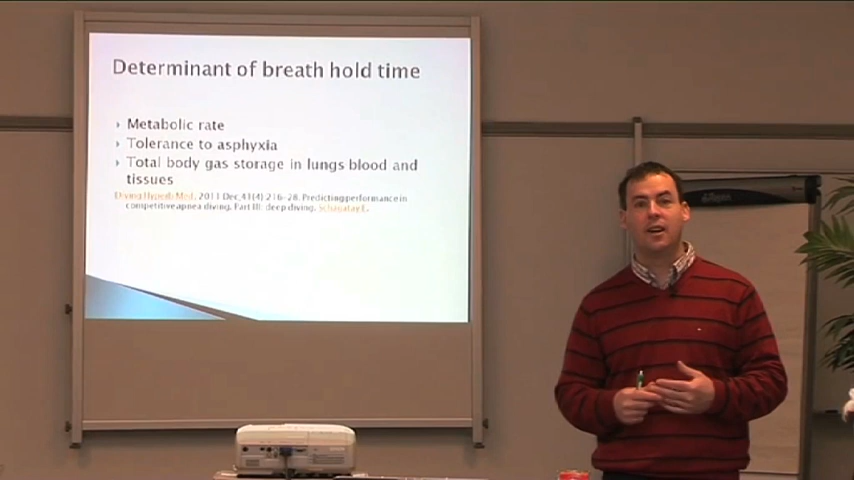 Determinant of breath hold time
Metabolic rate
Tolerance to asphyxia
Total body gas storage in lungs blood and
tissues
Diving Hyperb Med. 2011 Dec;41(4):216-28. Predicting performance in
competitive apnea diving. Part III: deep diving. Schagatay E.